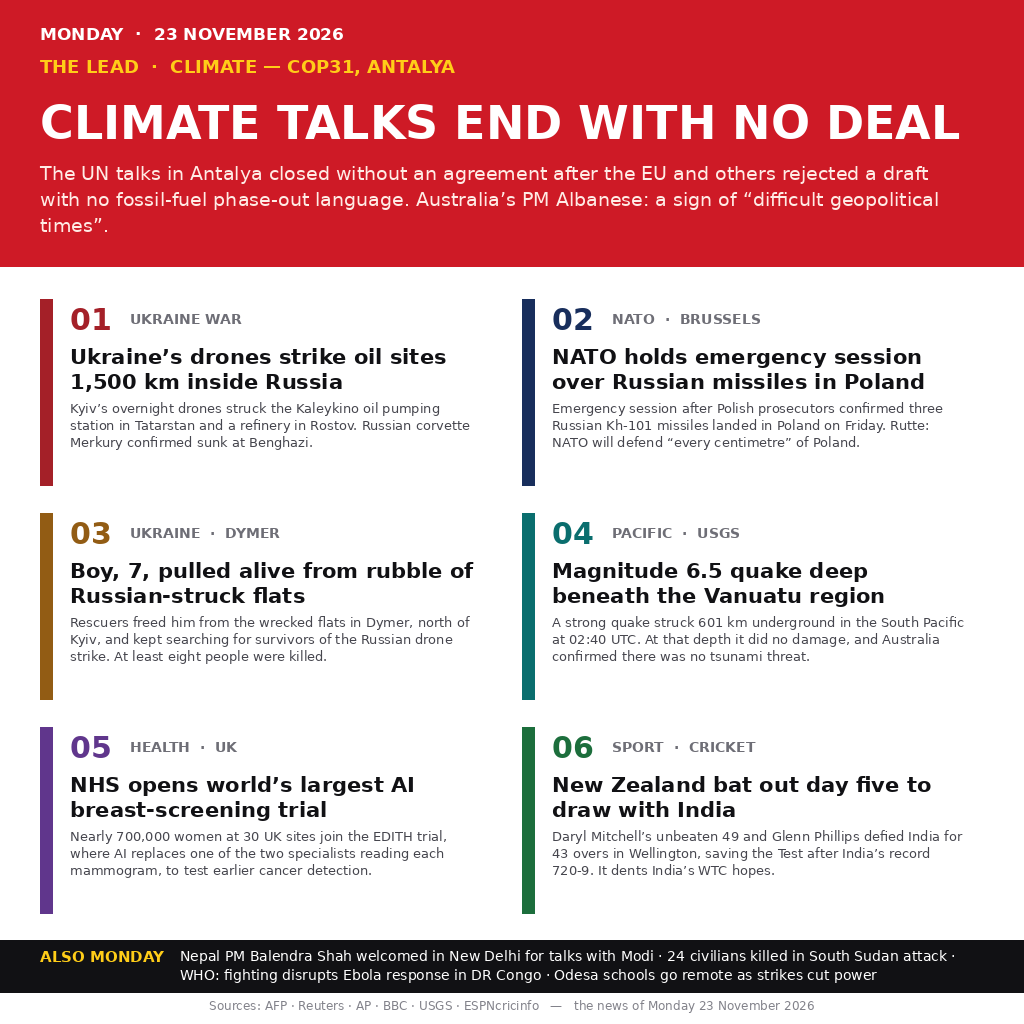 MONDAY · 23 NOVEMBER 2026
THE LEAD · CLIMATE — COP31, ANTALYA
CLIMATE TALKS END WITH NO DEAL
The UN talks in Antalya closed without an agreement after the EU and others rejected a draft
with no fossil-fuel phase-out language. Australia’s PM Albanese: a sign of “difficult geopolitical
times”.
01 UKRAINE WAR
Ukraine’s drones strike oil sites
1,500 km inside Russia
Kyiv’s overnight drones struck the Kaleykino oil pumping
station in Tatarstan and a refinery in Rostov. Russian corvette
Merkury confirmed sunk at Benghazi.
02 NATO · BRUSSELS
NATO holds emergency session
over Russian missiles in Poland
Emergency session after Polish prosecutors confirmed three
Russian Kh-101 missiles landed in Poland on Friday. Rutte:
NATO will defend “every centimetre” of Poland.
03 UKRAINE · DYMER
Boy, 7, pulled alive from rubble of
Russian-struck flats
Rescuers freed him from the wrecked flats in Dymer, north of
Kyiv, and kept searching for survivors of the Russian drone
strike. At least eight people were killed.
04 PACIFIC · USGS
Magnitude 6.5 quake deep
beneath the Vanuatu region
A strong quake struck 601 km underground in the South Pacific
at 02:40 UTC. At that depth it did no damage, and Australia
confirmed there was no tsunami threat.
05 HEALTH · UK
NHS opens world’s largest AI
breast-screening trial
Nearly 700,000 women at 30 UK sites join the EDITH trial,
where AI replaces one of the two specialists reading each
mammogram, to test earlier cancer detection.
06 SPORT · CRICKET
New Zealand bat out day five to
draw with India
Daryl Mitchell’s unbeaten 49 and Glenn Phillips defied India for
43 overs in Wellington, saving the Test after India’s record
720-9. It dents India’s WTC hopes.
ALSO MONDAY Nepal PM Balendra Shah welcomed in New Delhi for talks with Modi · 24 civilians killed in South Sudan attack ·
WHO: fighting disrupts Ebola response in DR Congo · Odesa schools go remote as strikes cut power
Sources: AFP · Reuters · AP · BBC · USGS · ESPNcricinfo — the news of Monday 23 November 2026